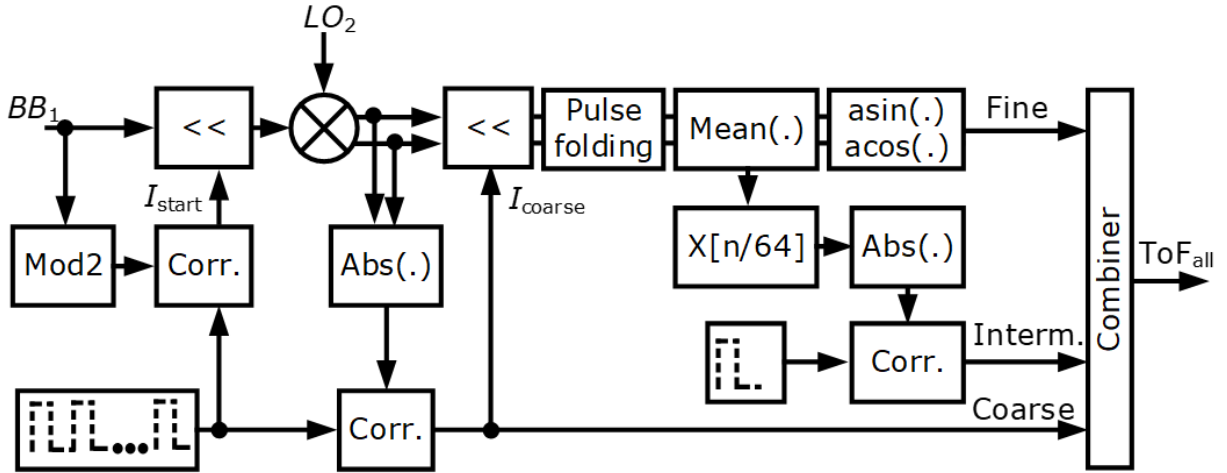 LO₂
BB₁
<<
<<
Pulse
folding
Mean(.)
asin(.)
acos(.)
Fine
Istart
Icoarse
Mod2
Corr.
Abs(.)
X[n/64]
Abs(.)
Combiner
ToFall
Corr.
Interm.
Corr.
Coarse